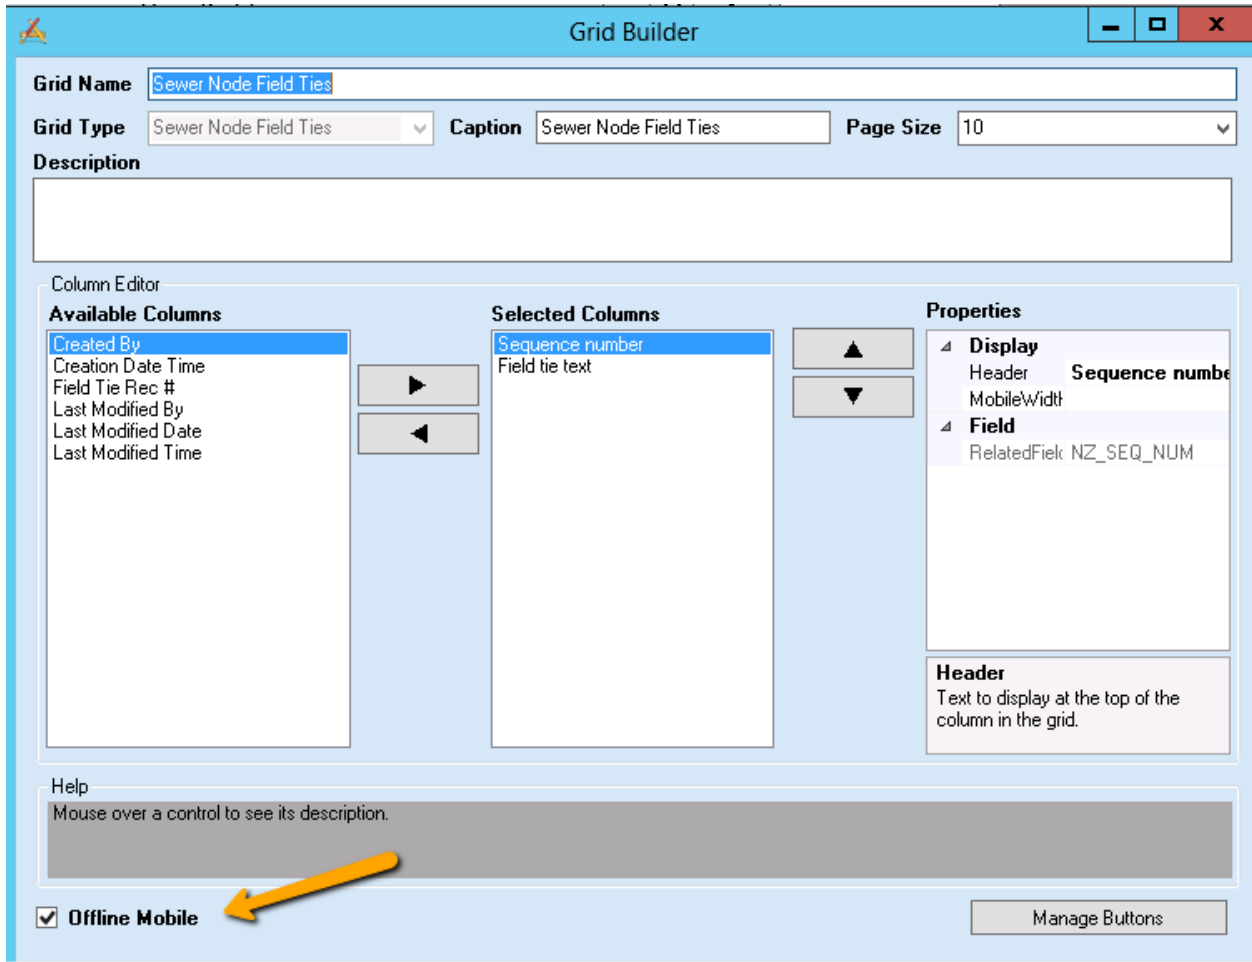 Grid Builder
Grid Name Sewer Node Field Ties
Grid Type Sewer Node Field Ties Caption Sewer Node Field Ties Page Size 10
Description
Column Editor
Available Columns
Created By
Creation Date Time
Field Tie Rec #
Last Modified By
Last Modified Date
Last Modified Time
Selected Columns
Sequence number
Field tie text
Properties
Display
Header Sequence numbe
MobileWidth
Field
RelatedField NZ_SEQ_NUM
Header
Text to display at the top of the
column in the grid.
Help
Mouse over a control to see its description.
Offline Mobile
Manage Buttons